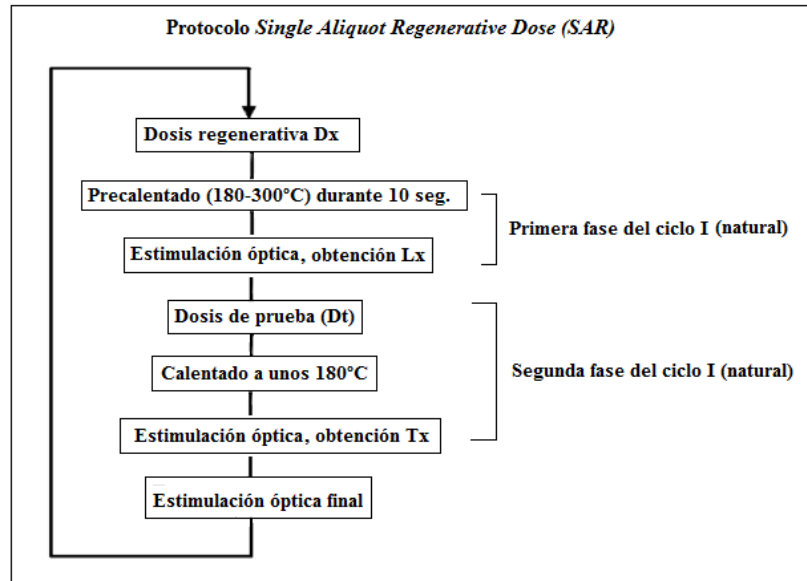 Protocolo Single Aliquot Regenerative Dose (SAR)
Dosis regenerativa Dx
Precalentado (180-300°C) durante 10 seg.
Primera fase del ciclo I (natural)
Estimulación óptica, obtención Lx
Dosis de prueba (Dt)
Calentado a unos 180°C
Segunda fase del ciclo I (natural)
Estimulación óptica, obtención Tx
Estimulación óptica final